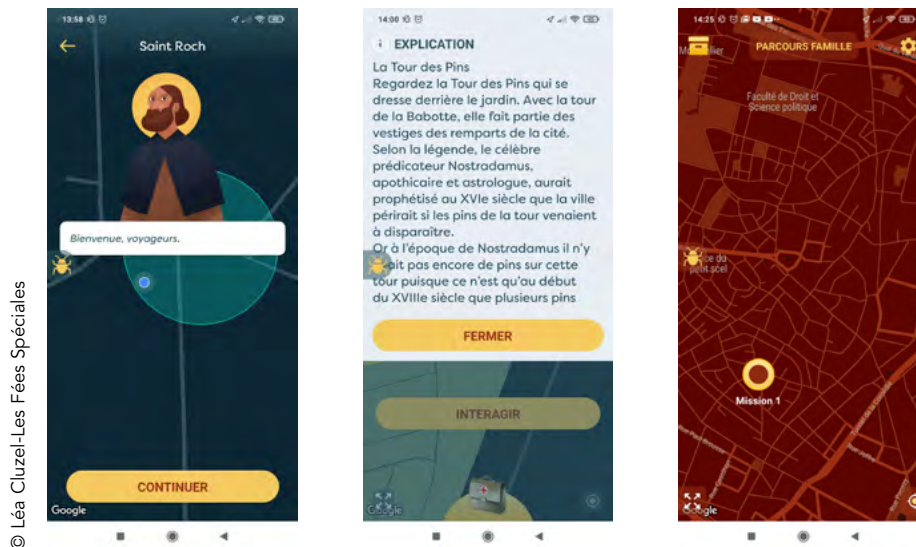 13:58
Saint Roch
Bienvenue, voyageurs.
CONTINUER
Google
14:00
i EXPLICATION
La Tour des Pins
Regardez la Tour des Pins qui se
dresse derrière le jardin. Avec la tour
de la Babotte, elle fait partie des
vestiges des remparts de la cité.
Selon la légende, le célèbre
prédicateur Nostradamus,
apothicaire et astrologue, aurait
prophétisé au XVIe siècle que la ville
périrait si les pins de la tour venaient
à disparaître.
Or à l'époque de Nostradamus il n'y
ait pas encore de pins sur cette
tour puisque ce n'est qu'au début
du XVIIIe siècle que plusieurs pins
FERMER
INTERAGIR
14:25
PARCOURS FAMILLE
Faculté de Droit et
Science politique
petit scel
Mission 1
© Léa Cluzel-Les Fées Spéciales